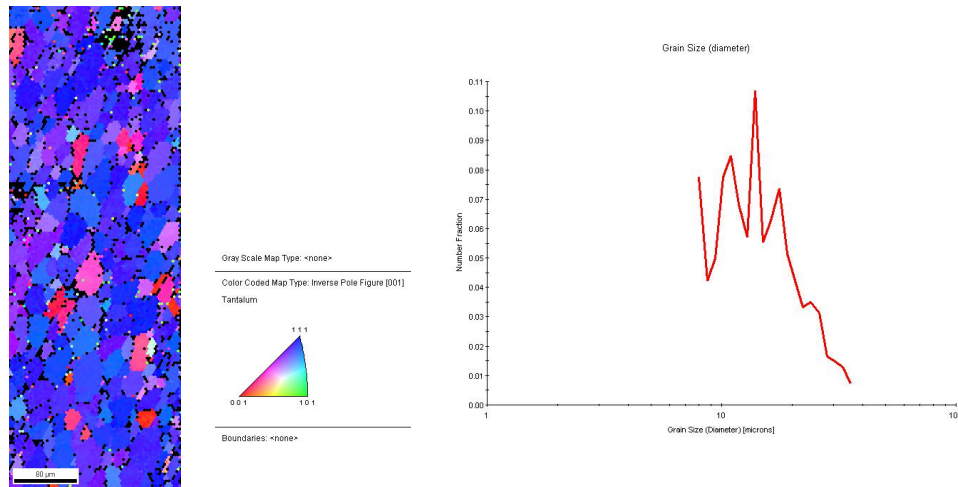 80 µm
Gray Scale Map Type: <none>
Color Coded Map Type: Inverse Pole Figure [001]
Tantalum
1 1 1
0 0 1
1 0 1
Boundaries: <none>
Grain Size (diameter)
Number Fraction
0.11
0.10
0.09
0.08
0.07
0.06
0.05
0.04
0.03
0.02
0.01
0.00
1
10
10
Grain Size (Diameter) [microns]